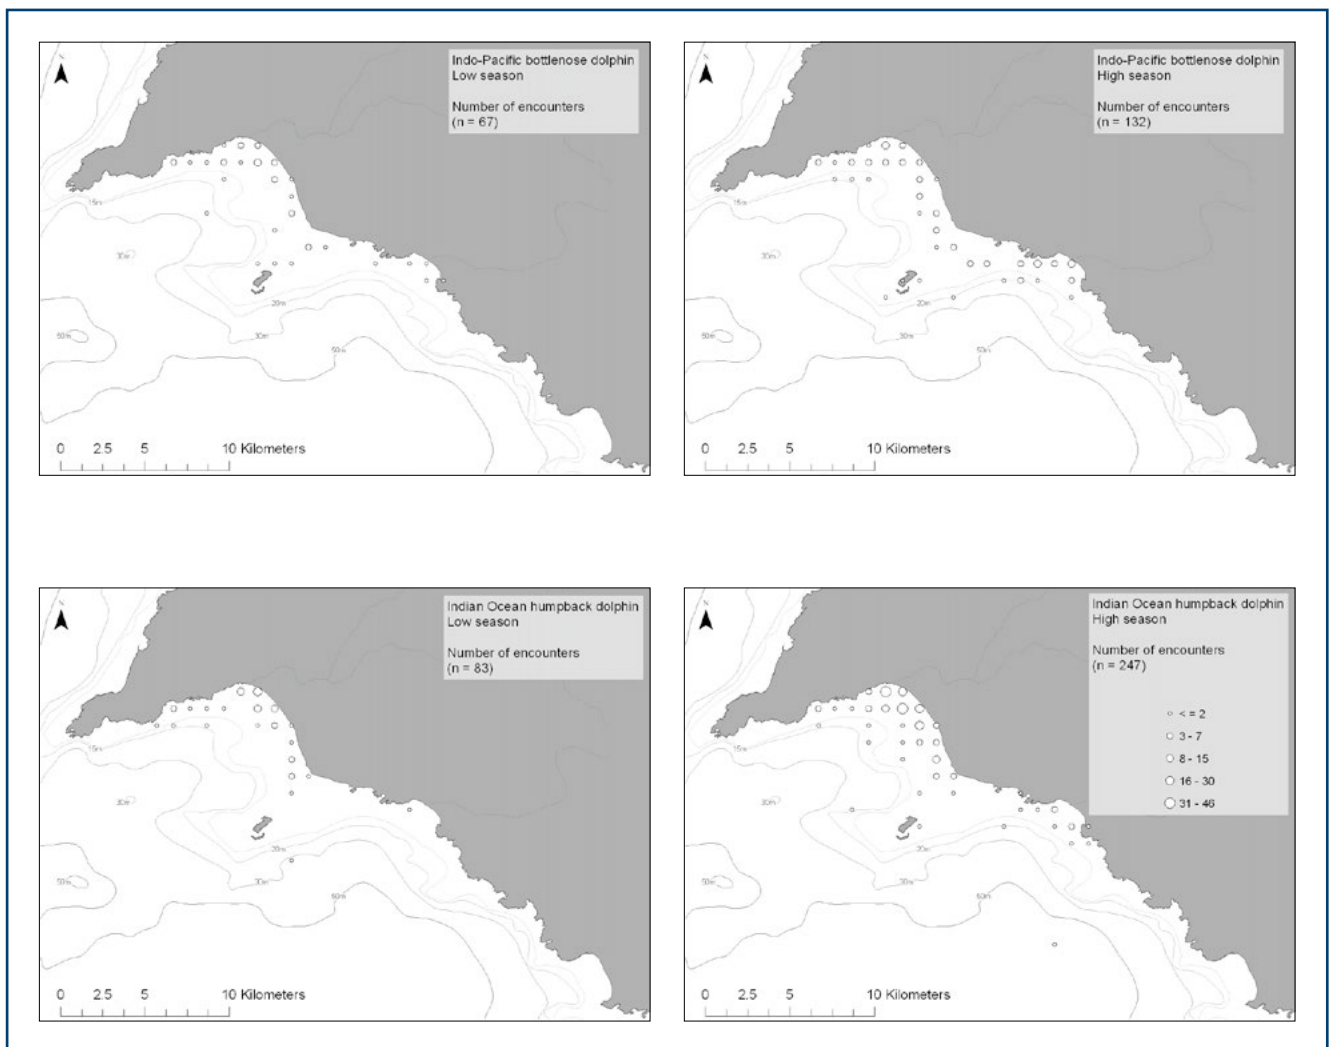 N
Indo-Pacific bottlenose dolphin
Low season
Number of encounters
(n = 67)
15m
30m
20m
30m
50m
50m
0 2.5 5 10 Kilometers
N
Indo-Pacific bottlenose dolphin
High season
Number of encounters
(n = 132)
15m
30m
20m
30m
50m
50m
0 2.5 5 10 Kilometers
N
Indian Ocean humpback dolphin
Low season
Number of encounters
(n = 83)
15m
30m
20m
30m
50m
50m
0 2.5 5 10 Kilometers
N
Indian Ocean humpback dolphin
High season
Number of encounters
(n = 247)
< = 2
3 - 7
8 - 15
16 - 30
31 - 46
15m
30m
20m
30m
50m
50m
0 2.5 5 10 Kilometers